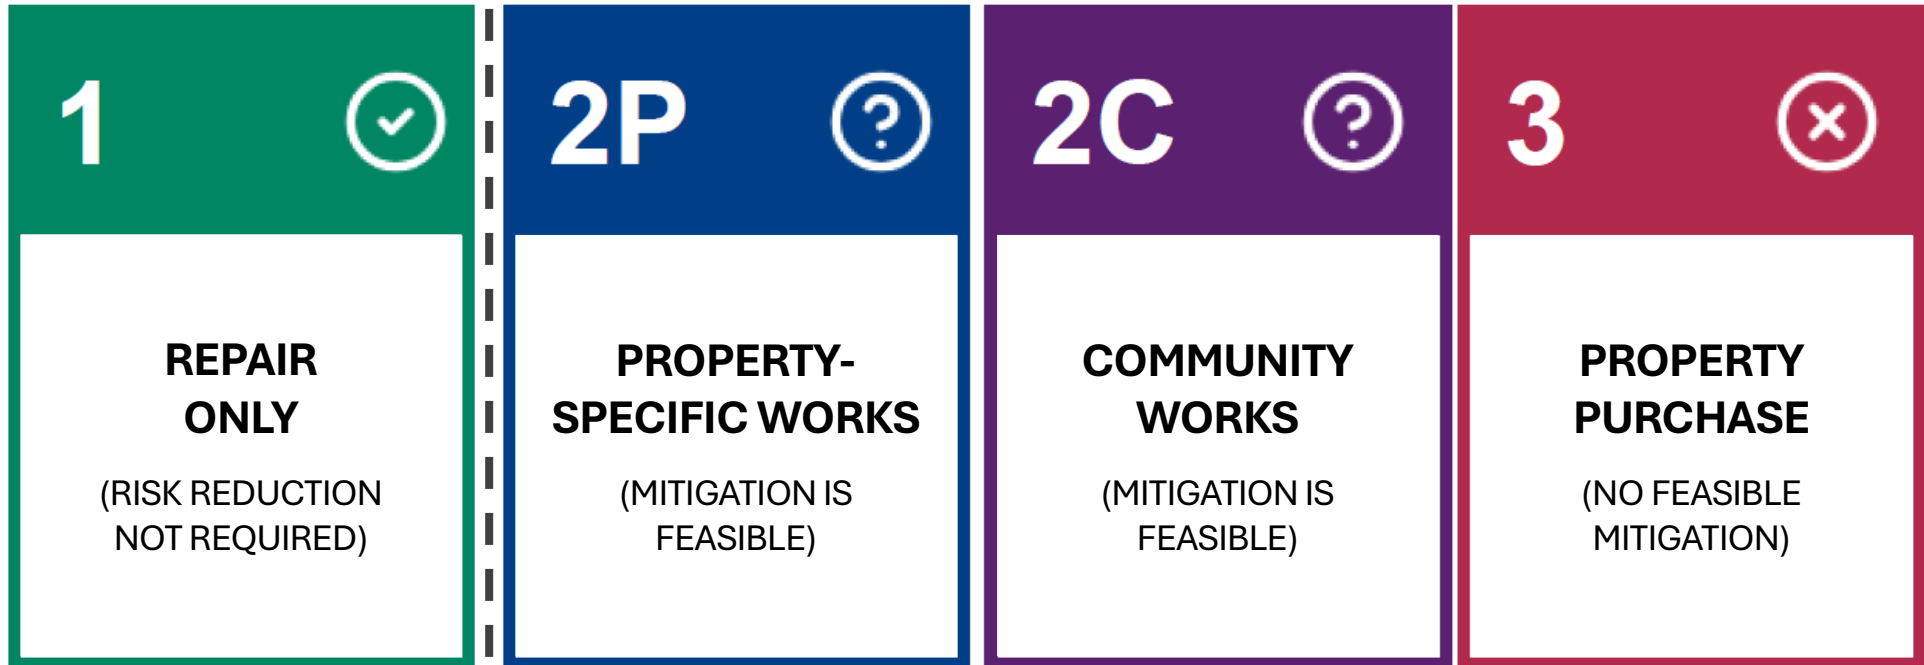 1
REPAIR
ONLY
(RISK REDUCTION
NOT REQUIRED)
2P
PROPERTY-
SPECIFIC WORKS
(MITIGATION IS
FEASIBLE)
2C
COMMUNITY
WORKS
(MITIGATION IS
FEASIBLE)
3
PROPERTY
PURCHASE
(NO FEASIBLE
MITIGATION)